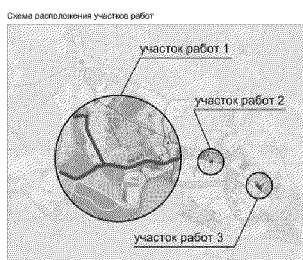 Схема расположения участков работ
участок работ 1
участок работ 2
участок работ 3